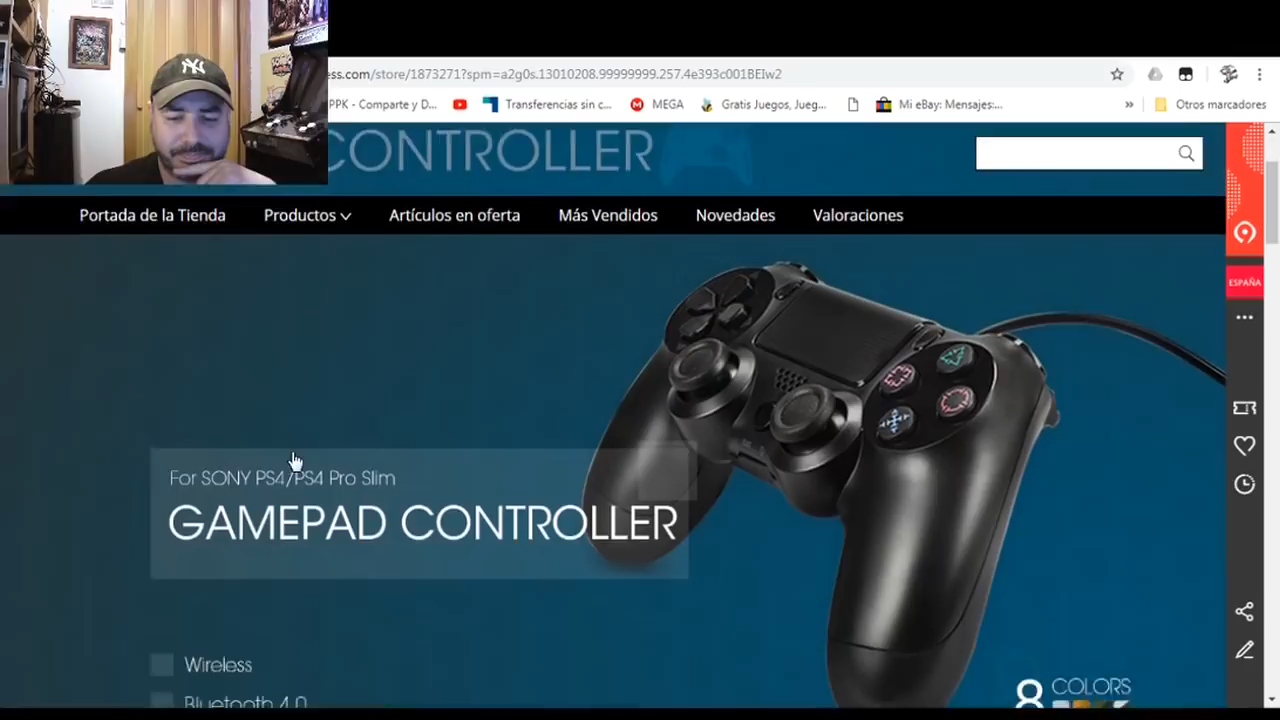 ess.com/store/1873271?spm=a2g0s.13010208.99999999.257.4e393c001BEIw2
PPK - Comparte y D... Transferencias sin c... MEGA Gratis Juegos, Jueg... Mi eBay: Mensajes:... » Otros marcadores
CONTROLLER
Portada de la Tienda Productos Artículos en oferta Más Vendidos Novedades Valoraciones
ESPAÑA
For SONY PS4/PS4 Pro Slim
GAMEPAD CONTROLLER
Wireless
Bluetooth 4.0
8 COLORS